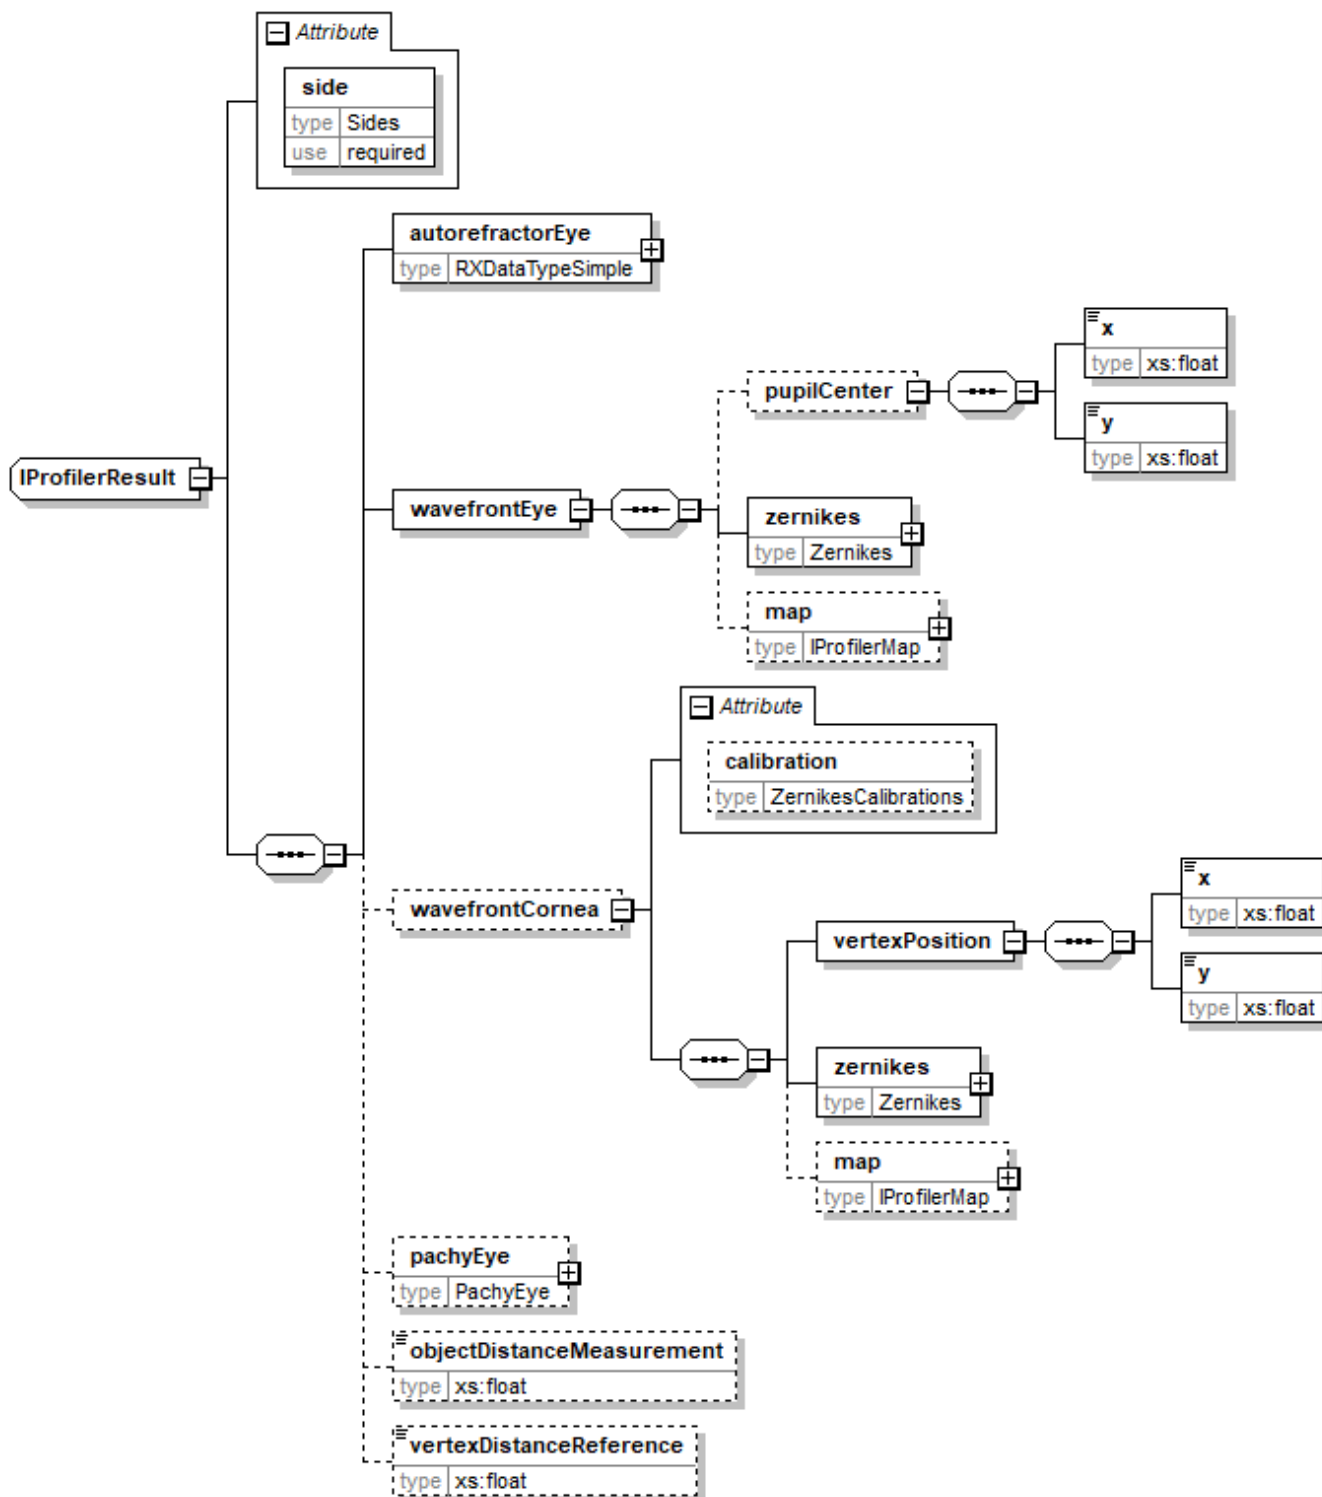 Attribute
side
type Sides
use required
autorefractorEye
type RXDataTypeSimple
x
type xs:float
pupilCenter
y
type xs:float
IProfilerResult
wavefrontEye
zernikes
type Zernikes
map
type IProfilerMap
Attribute
calibration
type ZernikesCalibrations
x
type xs:float
wavefrontCornea
vertexPosition
y
type xs:float
zernikes
type Zernikes
map
type IProfilerMap
pachyEye
type PachyEye
objectDistanceMeasurement
type xs:float
vertexDistanceReference
type xs:float